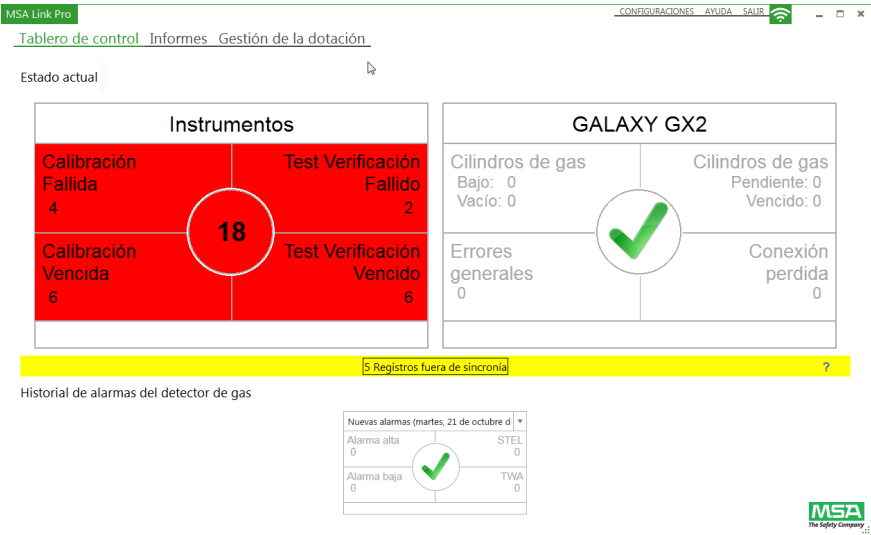 MSA Link Pro
CONFIGURACIONES AYUDA SALIR
Tablero de control Informes Gestión de la dotación
Estado actual
Instrumentos
Calibración
Fallida
4
Test Verificación
Fallido
2
18
Calibración
Vencida
6
Test Verificación
Vencido
6
GALAXY GX2
Cilindros de gas
Bajo: 0
Vacío: 0
Cilindros de gas
Pendiente: 0
Vencido: 0
Errores
generales
0
Conexión
perdida
0
5 Registros fuera de sincronía
?
Historial de alarmas del detector de gas
Nuevas alarmas (martes, 21 de octubre d
Alarma alta
0
STEL
0
Alarma baja
0
TWA
0
MSA
The Safety Company